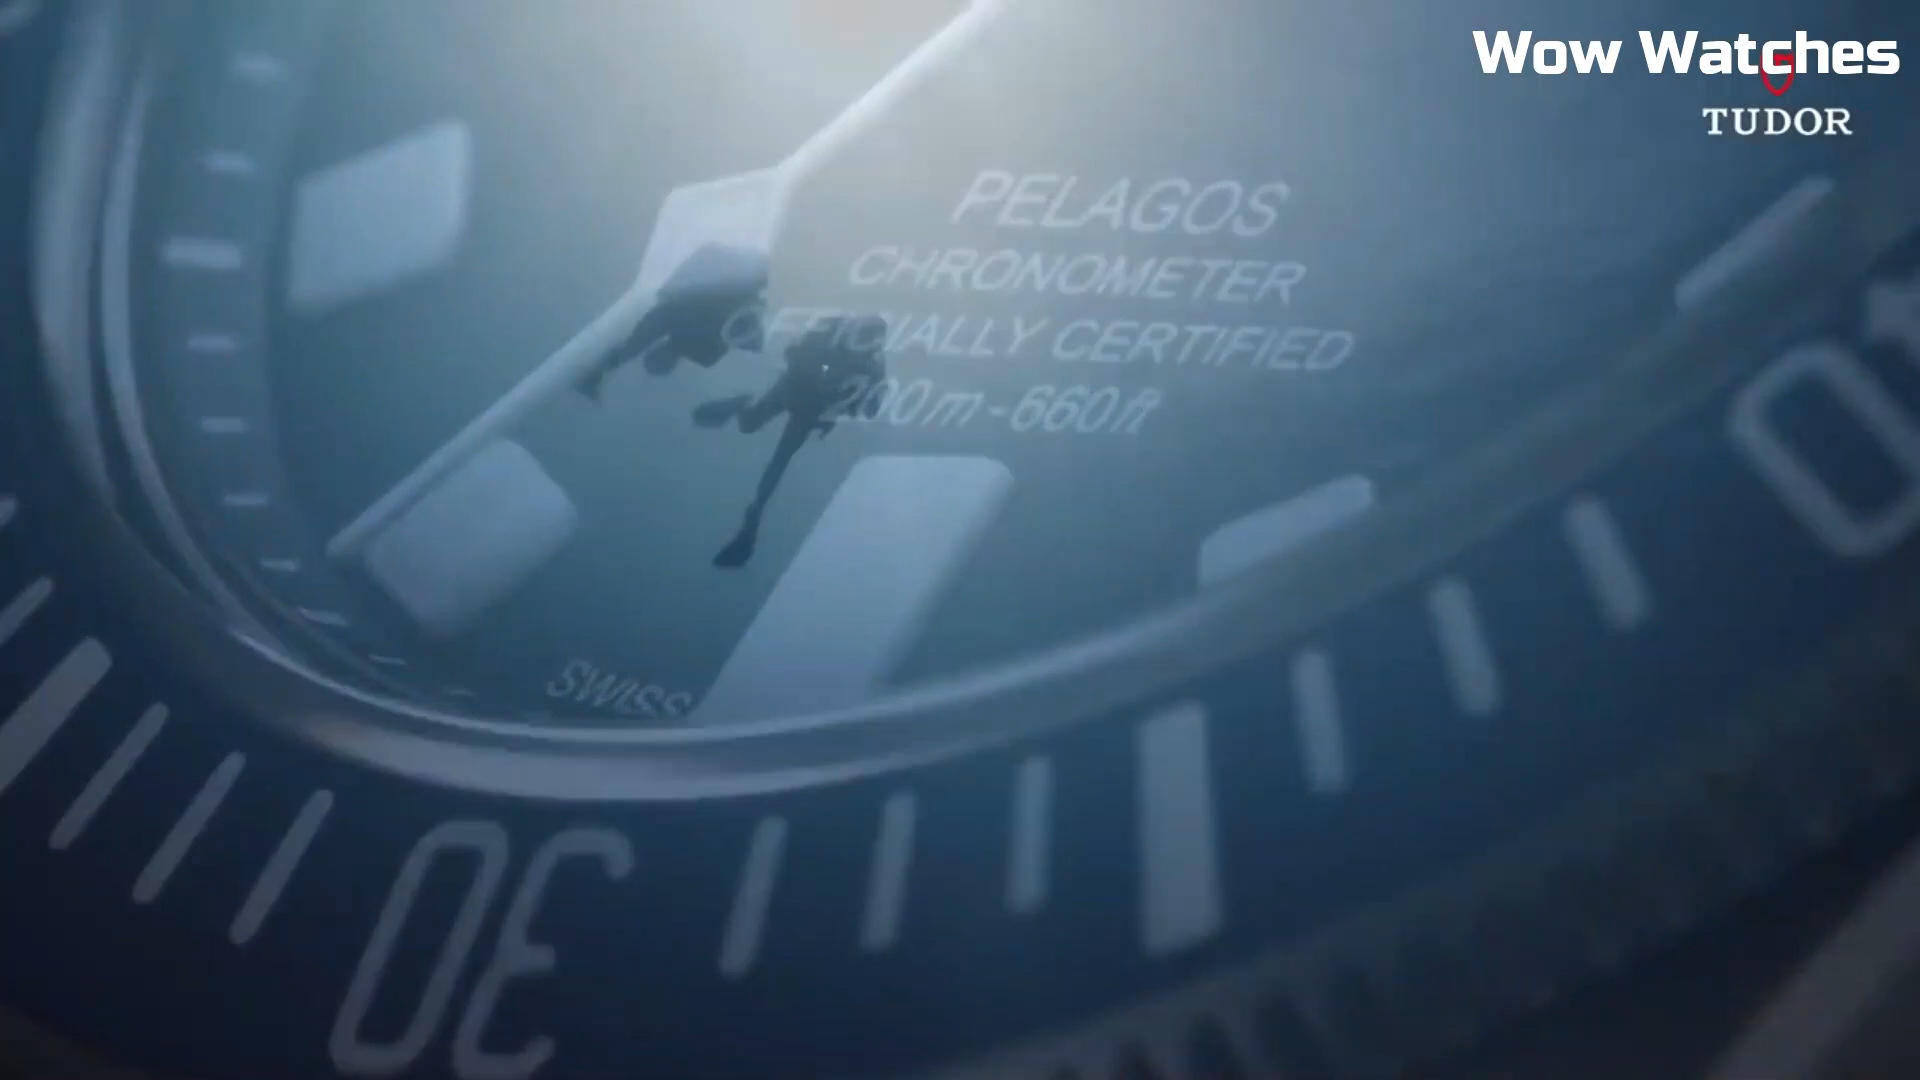 Wow Watches
TUDOR
PELAGOS
CHRONOMETER
OFFICIALLY CERTIFIED
200m-660ft
SWISS
30